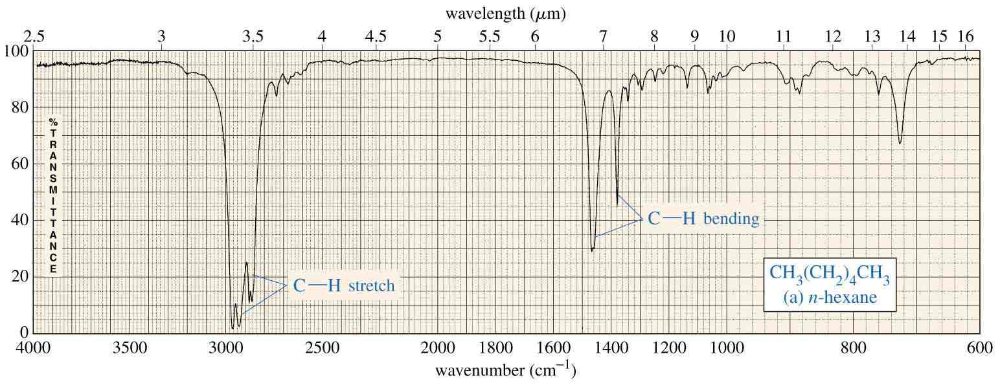 wavelength (μm)
2.5 3 3.5 4 4.5 5 5.5 6 7 8 9 10 11 12 13 14 15 16
100
80
60
40
20
0
%
T
R
A
N
S
M
I
T
T
A
N
C
E
C—H bending
C—H stretch
CH₃(CH₂)₄CH₃
(a) n-hexane
4000 3500 3000 2500 2000 1800 1600 1400 1200 1000 800 600
wavenumber (cm⁻¹)